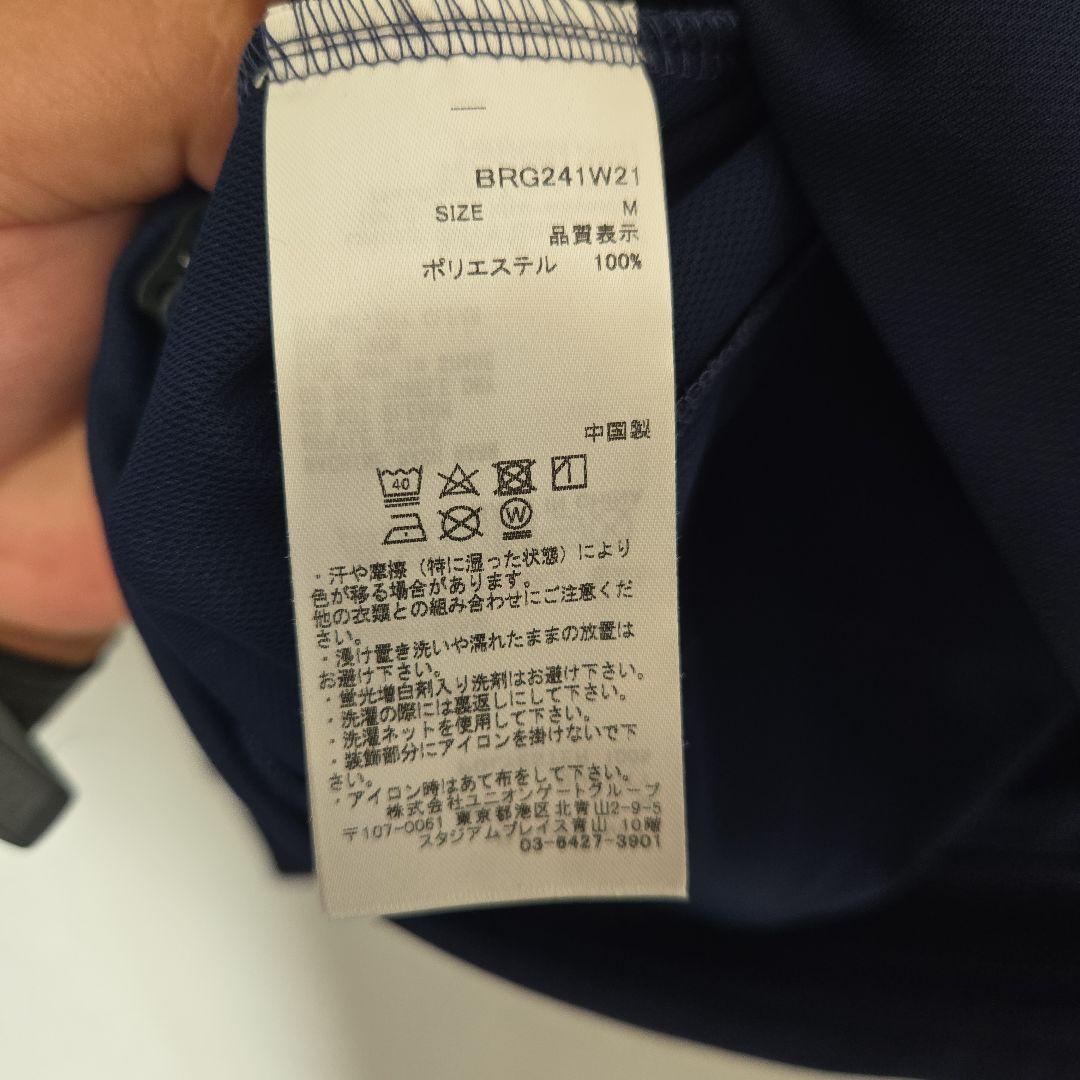 BRG241W21
SIZE M
品質表示
ポリエステル 100%
中国製
40
W
・汗や摩擦（特に湿った状態）により
色が移る場合があります。
他の衣類との組み合わせにご注意くだ
さい。
・浸け置き洗いや濡れたままの放置は
お避け下さい。
・蛍光増白剤入り洗剤はお避け下さい。
・洗濯の際には裏返しにして下さい。
・洗濯ネットを使用して下さい。
・装飾部分にアイロンを掛けないで下
さい。
・アイロン時はあて布をして下さい。
株式会社ユニオンゲートグループ
〒107-0061 東京都港区北青山2-9-5
スタジアムプレイス青山 10階
03-6427-3901